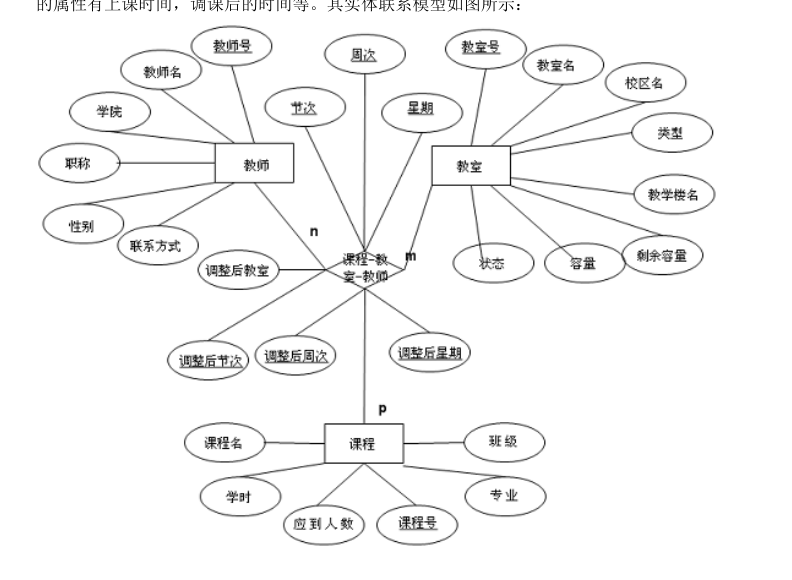 的属性有上课时间，调课后的时间等。其实体联系模型如图所示：
教师号
周次
教室号
教师名
教室名
校区名
学院
节次
星期
类型
职称
教师
教室
教学楼名
性别
联系方式
n
m
课程-教
室-教师
调整后教室
状态
容量
剩余容量
调整后节次
调整后周次
调整后星期
p
课程名
课程
班级
学时
专业
应到人数
课程号